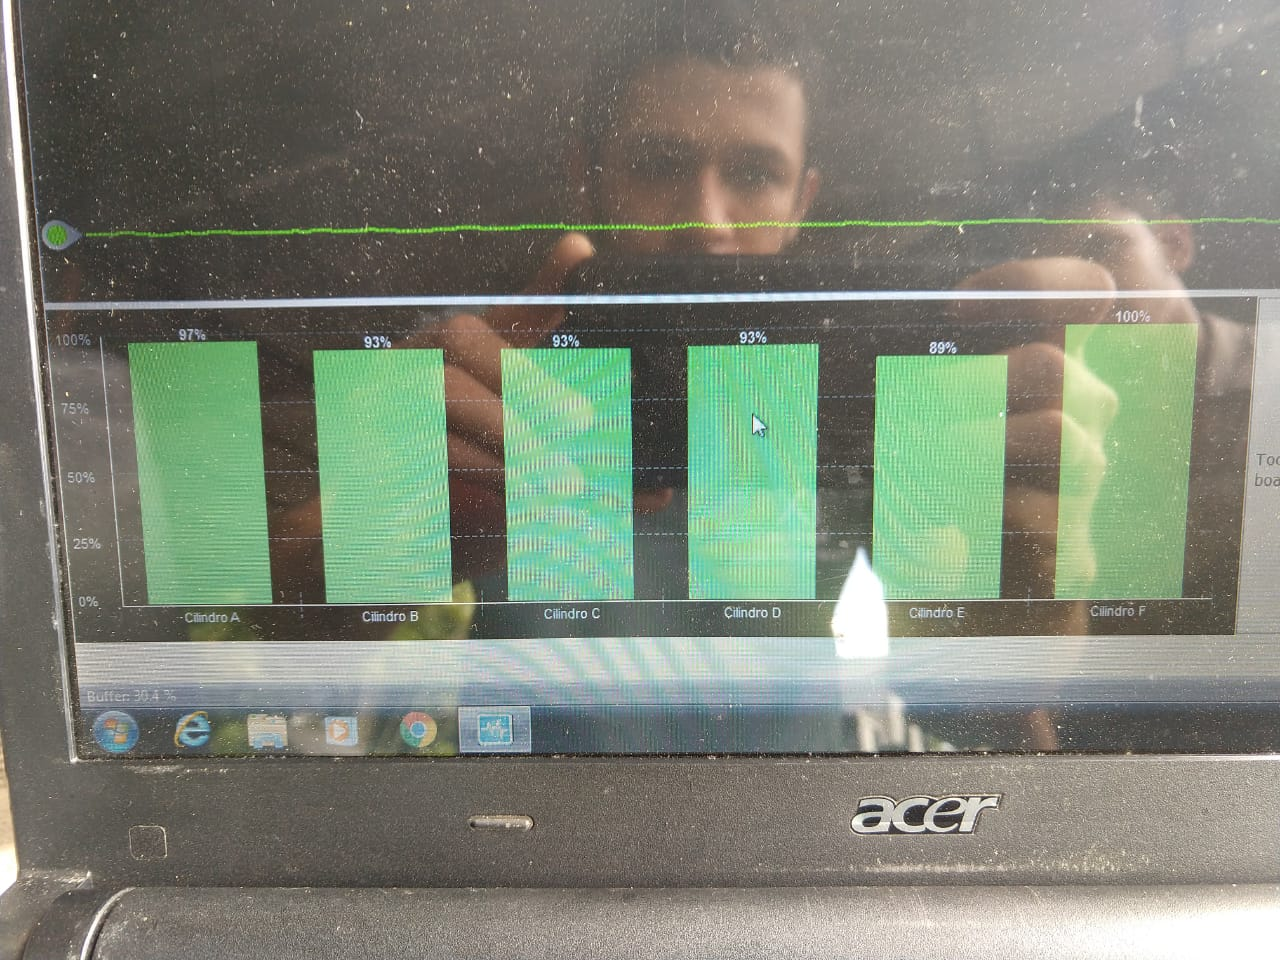 97%
93%
93%
93%
89%
100%
100%
75%
50%
25%
0%
Cilindro A
Cilindro B
Cilindro C
Cilindro D
Cilindro E
Cilindro F
Buffer: 30,4 %
acer